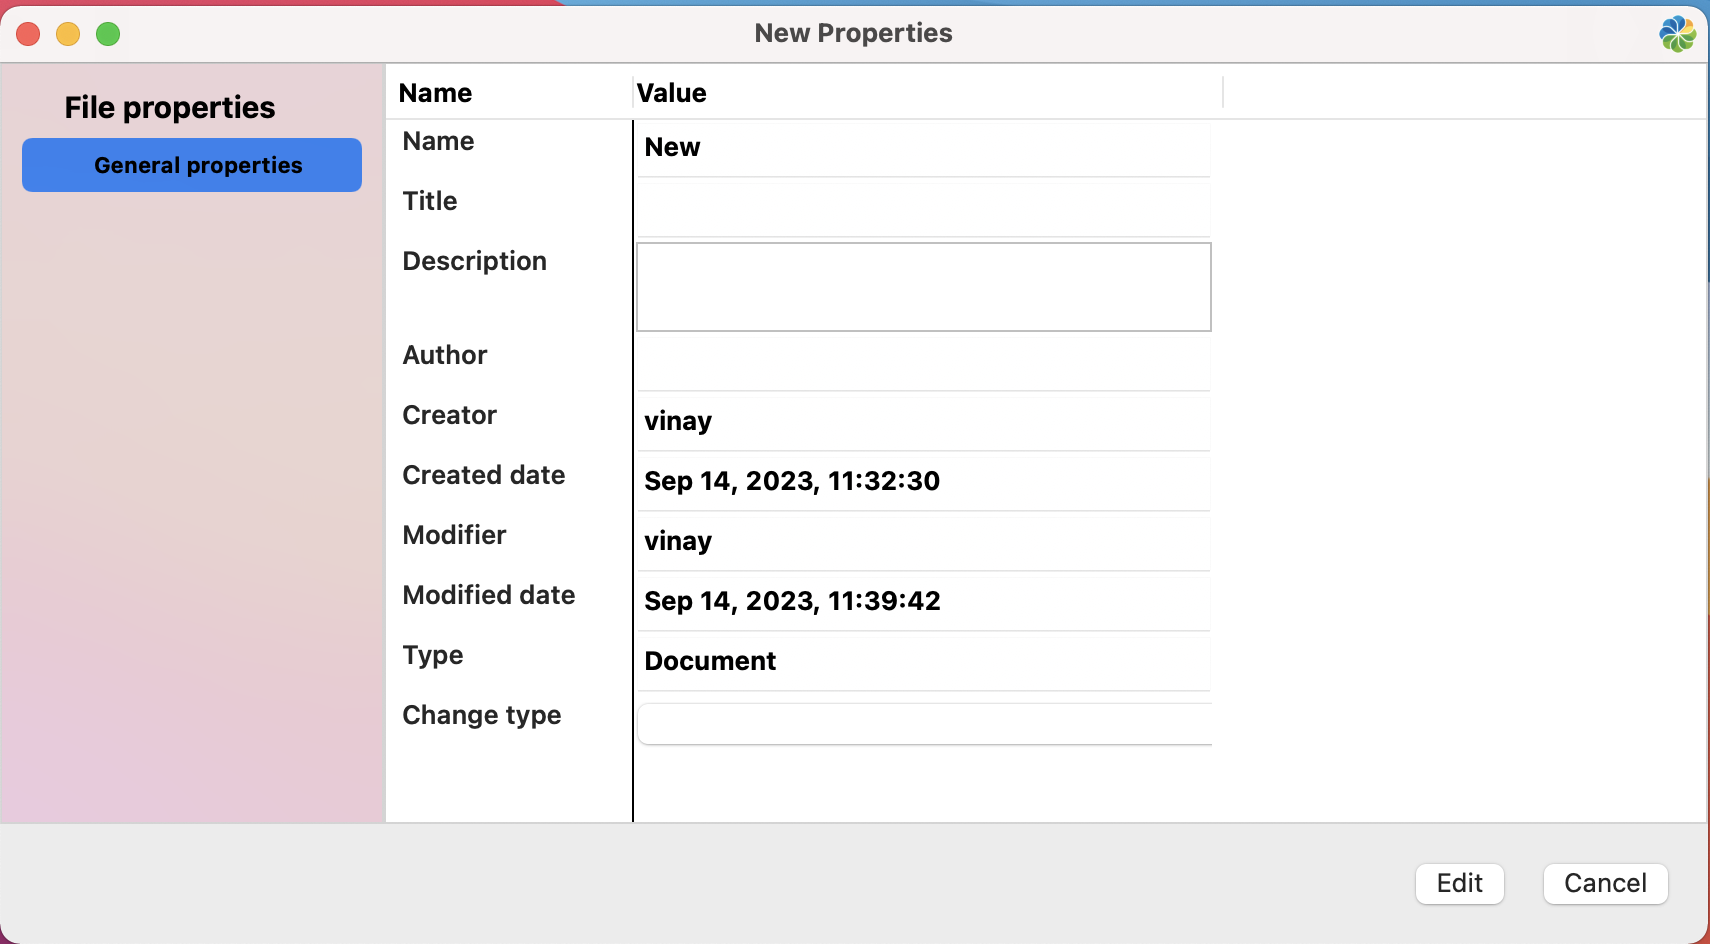 New Properties
File properties
General properties
Name Value
Name New
Title
Description
Author
Creator vinay
Created date Sep 14, 2023, 11:32:30
Modifier vinay
Modified date Sep 14, 2023, 11:39:42
Type Document
Change type
Edit Cancel